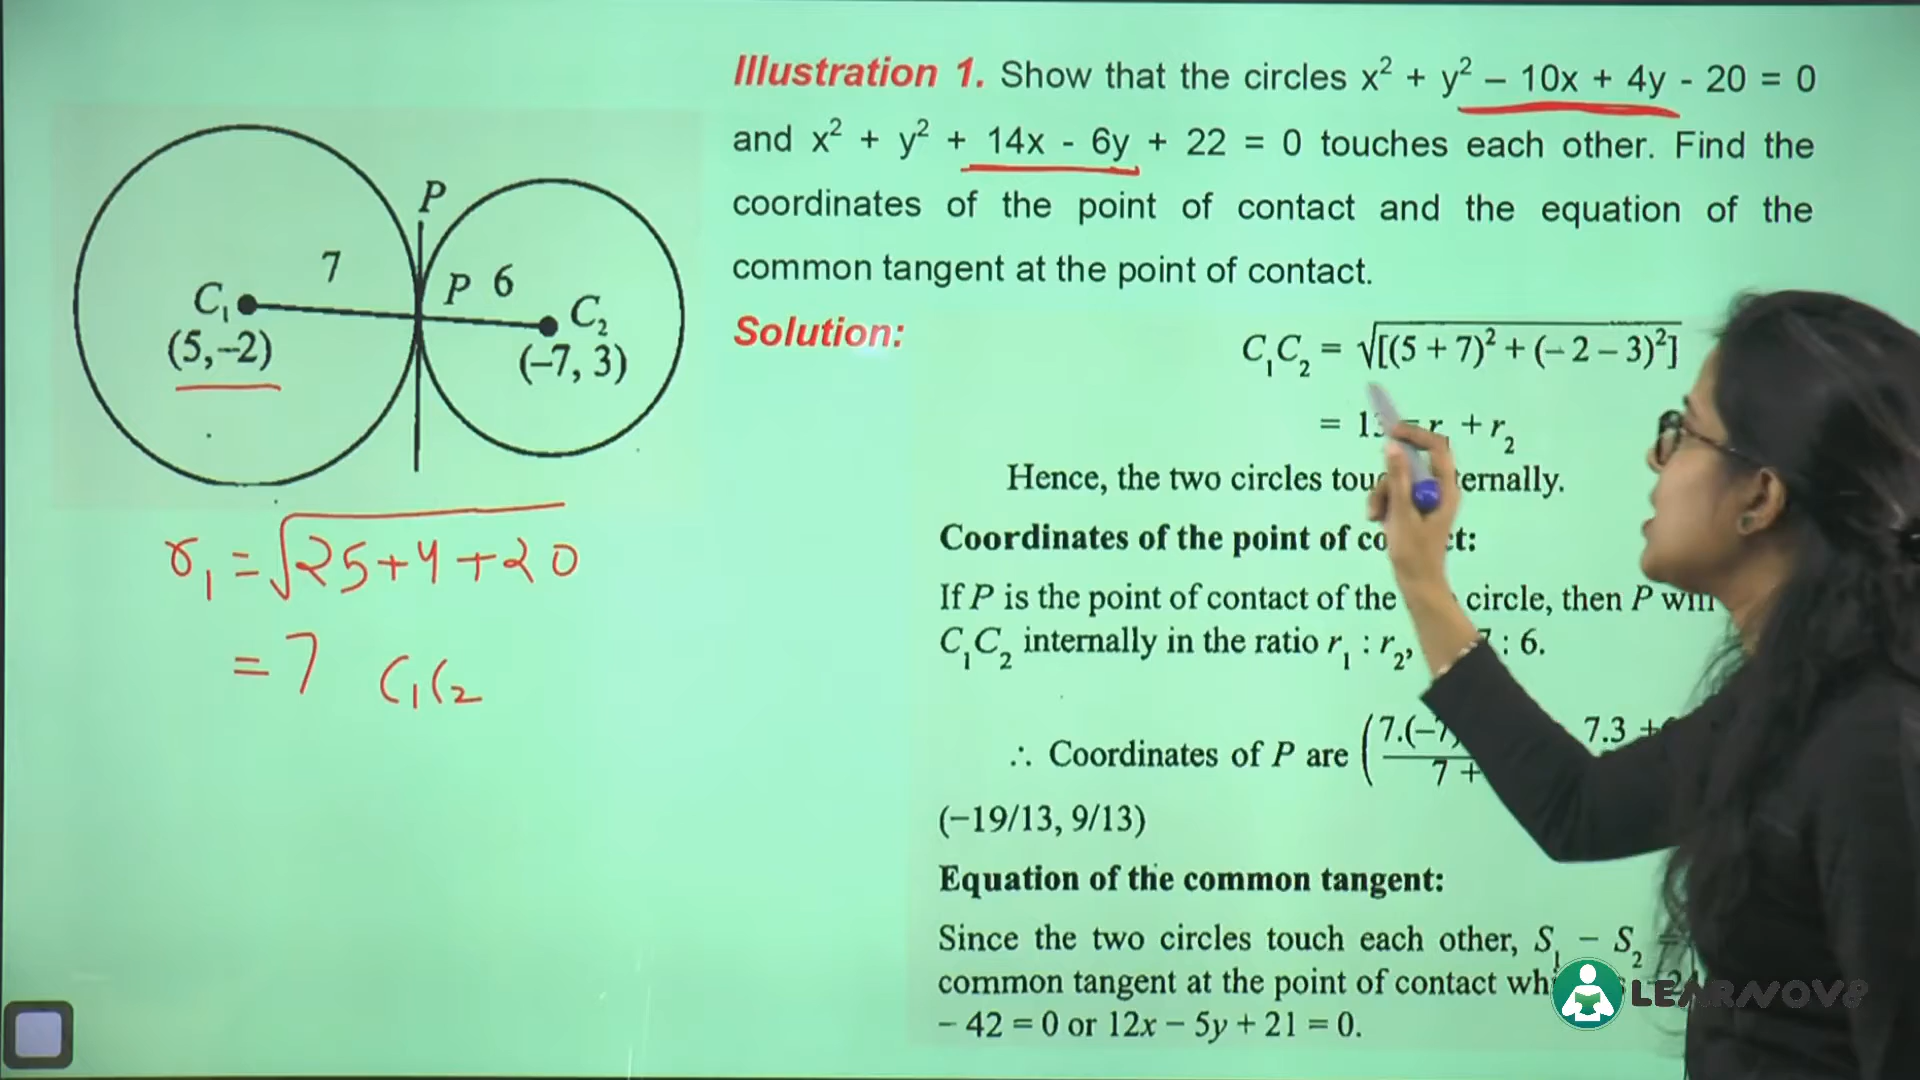 Illustration 1. Show that the circles x² + y² – 10x + 4y - 20 = 0
and x² + y² + 14x - 6y + 22 = 0 touches each other. Find the
coordinates of the point of contact and the equation of the
common tangent at the point of contact.
Solution:
P
7
P 6
C₁
C₂
(5,–2)
(–7, 3)
r₁ = √25+4+20
= 7 C₁C₂
C₁C₂ = √[(5 + 7)² + (– 2 – 3)²]
= r + r₂
Hence, the two circles ernally.
Coordinates of the point of
If P is the point of contact of the circle, then P
C₁C₂ internally in the ratio r₁ : r₂, : 6.
∴ Coordinates of P are (7.(–7) 7.3 +
7 +
(–19/13, 9/13)
Equation of the common tangent:
Since the two circles touch each other, S₁ – S₂ =
common tangent at the point of contact
– 42 = 0 or 12x – 5y + 21 = 0.
LEARNOV8